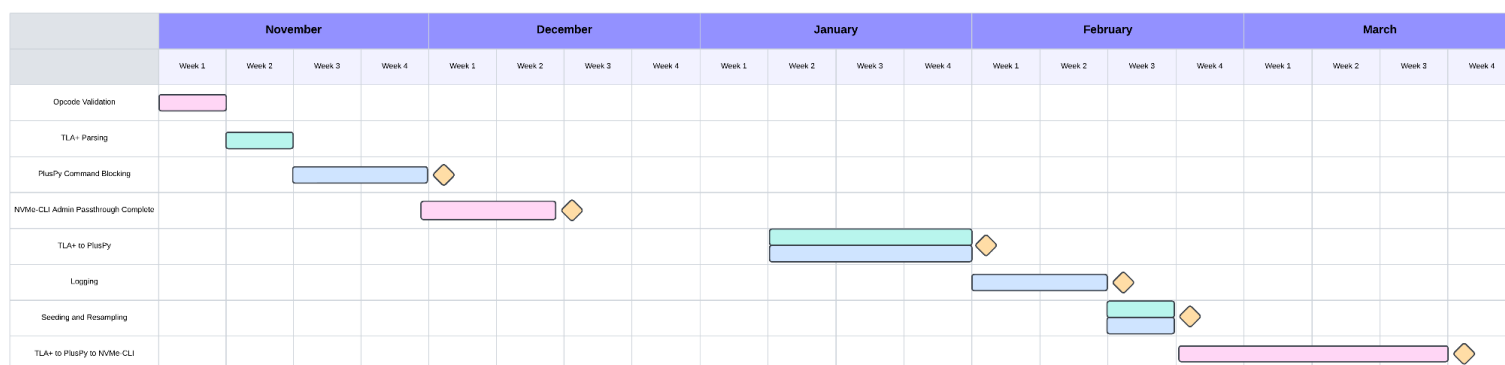 November December January February March
Week 1 Week 2 Week 3 Week 4 Week 1 Week 2 Week 3 Week 4 Week 1 Week 2 Week 3 Week 4 Week 1 Week 2 Week 3 Week 4 Week 1 Week 2 Week 3 Week 4
Opcode Validation
TLA+ Parsing
PlusPy Command Blocking
NVMe-CLI Admin Passthrough Complete
TLA+ to PlusPy
Logging
Seeding and Resampling
TLA+ to PlusPy to NVMe-CLI